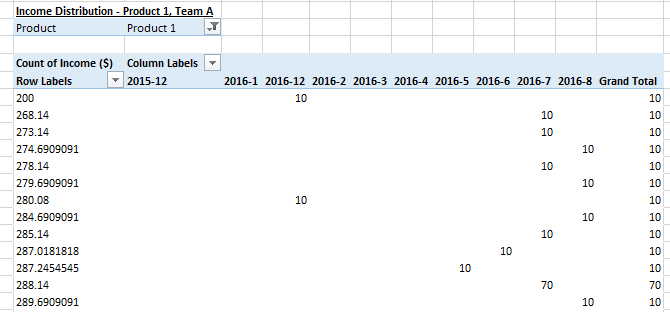 Income Distribution - Product 1, Team A
Product Product 1
Count of Income ($) Column Labels
Row Labels 2015-12 2016-1 2016-12 2016-2 2016-3 2016-4 2016-5 2016-6 2016-7 2016-8 Grand Total
200 10 10
268.14 10 10
273.14 10 10
274.6909091 10 10
278.14 10 10
279.6909091 10 10
280.08 10 10
284.6909091 10 10
285.14 10 10
287.0181818 10 10
287.2454545 10 10
288.14 70 70
289.6909091 10 10